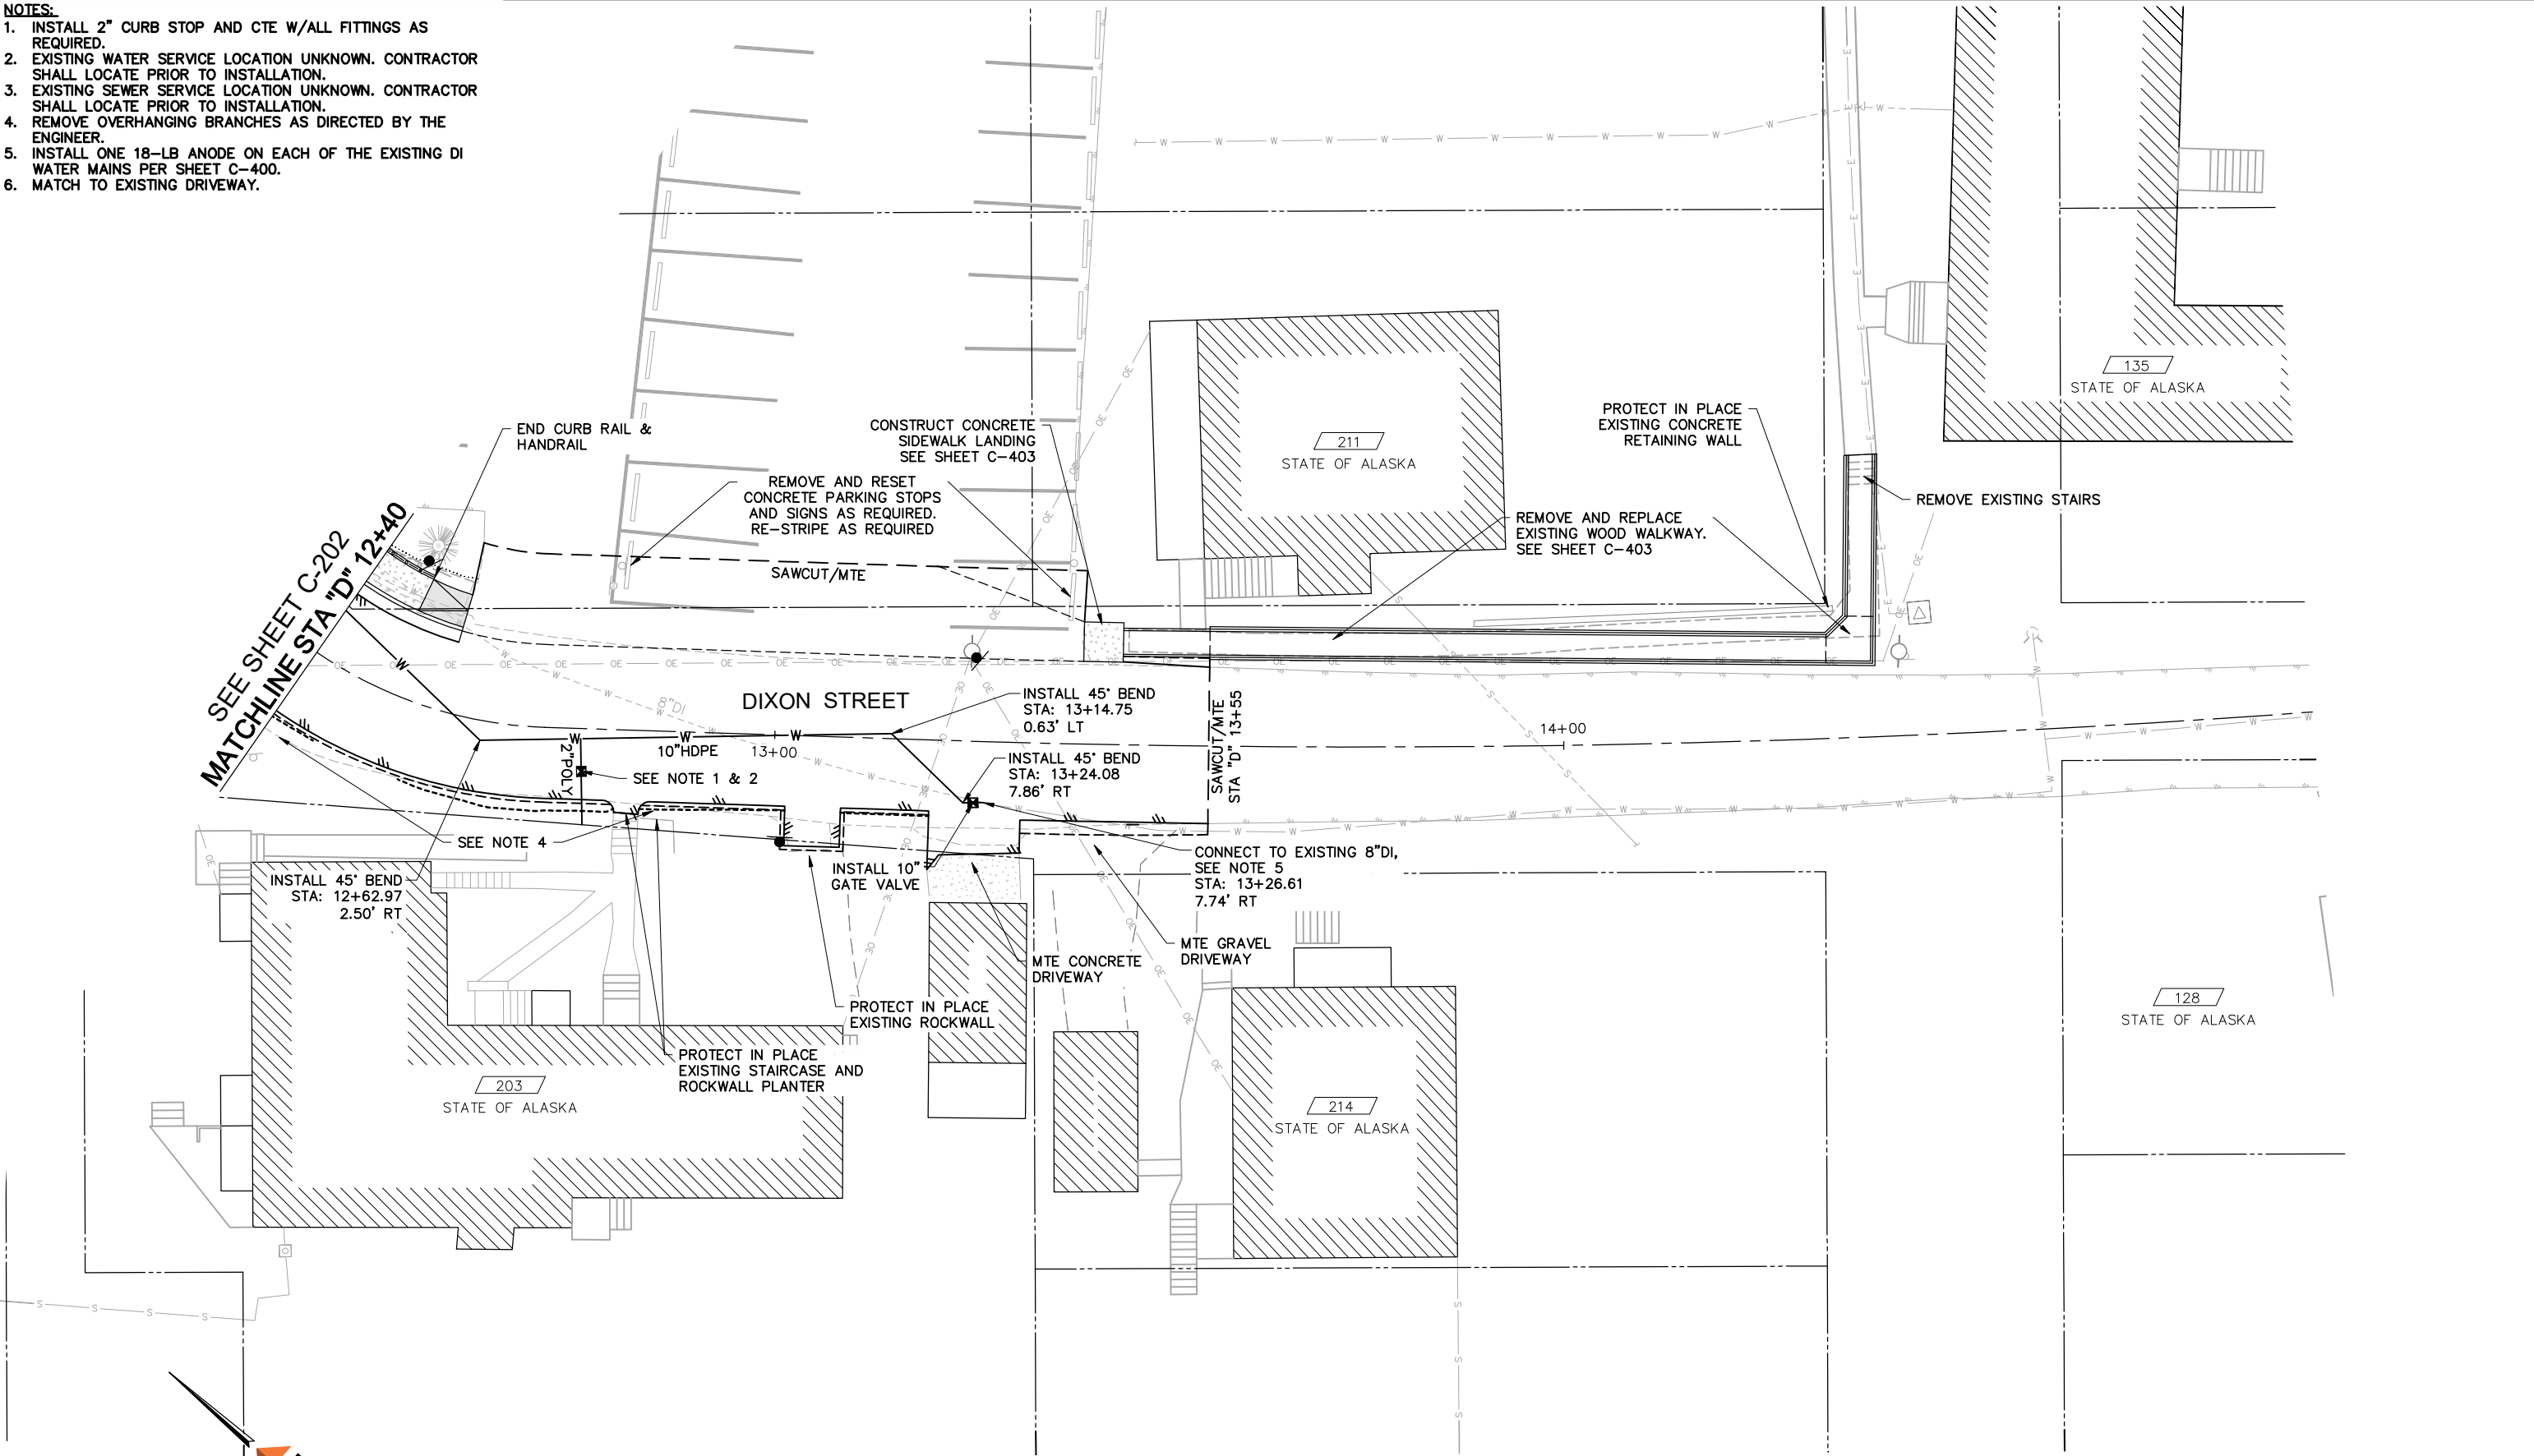 NOTES:
1. INSTALL 2" CURB STOP AND CTE W/ALL FITTINGS AS
REQUIRED.
2. EXISTING WATER SERVICE LOCATION UNKNOWN. CONTRACTOR
SHALL LOCATE PRIOR TO INSTALLATION.
3. EXISTING SEWER SERVICE LOCATION UNKNOWN. CONTRACTOR
SHALL LOCATE PRIOR TO INSTALLATION.
4. REMOVE OVERHANGING BRANCHES AS DIRECTED BY THE
ENGINEER.
5. INSTALL ONE 18-LB ANODE ON EACH OF THE EXISTING DI
WATER MAINS PER SHEET C-400.
6. MATCH TO EXISTING DRIVEWAY.
135
STATE OF ALASKA
END CURB RAIL &
HANDRAIL
CONSTRUCT CONCRETE
SIDEWALK LANDING
SEE SHEET C-403
211
STATE OF ALASKA
PROTECT IN PLACE
EXISTING CONCRETE
RETAINING WALL
REMOVE AND RESET
CONCRETE PARKING STOPS
AND SIGNS AS REQUIRED.
RE-STRIPE AS REQUIRED
REMOVE EXISTING STAIRS
REMOVE AND REPLACE
EXISTING WOOD WALKWAY.
SEE SHEET C-403
SEE SHEET C-202
MATCHLINE STA "D" 12+40
SAWCUT/MTE
8"DI
DIXON STREET
INSTALL 45° BEND
STA: 13+14.75
0.63' LT
SAWCUT/MTE
STA "D" 13+55
14+00
10"HDPE
13+00
2"POLY
SEE NOTE 1 & 2
INSTALL 45° BEND
STA: 13+24.08
7.86' RT
SEE NOTE 4
CONNECT TO EXISTING 8"DI,
SEE NOTE 5
STA: 13+26.61
7.74' RT
INSTALL 10"
GATE VALVE
INSTALL 45° BEND
STA: 12+62.97
2.50' RT
MTE GRAVEL
DRIVEWAY
MTE CONCRETE
DRIVEWAY
PROTECT IN PLACE
EXISTING ROCKWALL
128
STATE OF ALASKA
PROTECT IN PLACE
EXISTING STAIRCASE AND
ROCKWALL PLANTER
203
STATE OF ALASKA
214
STATE OF ALASKA